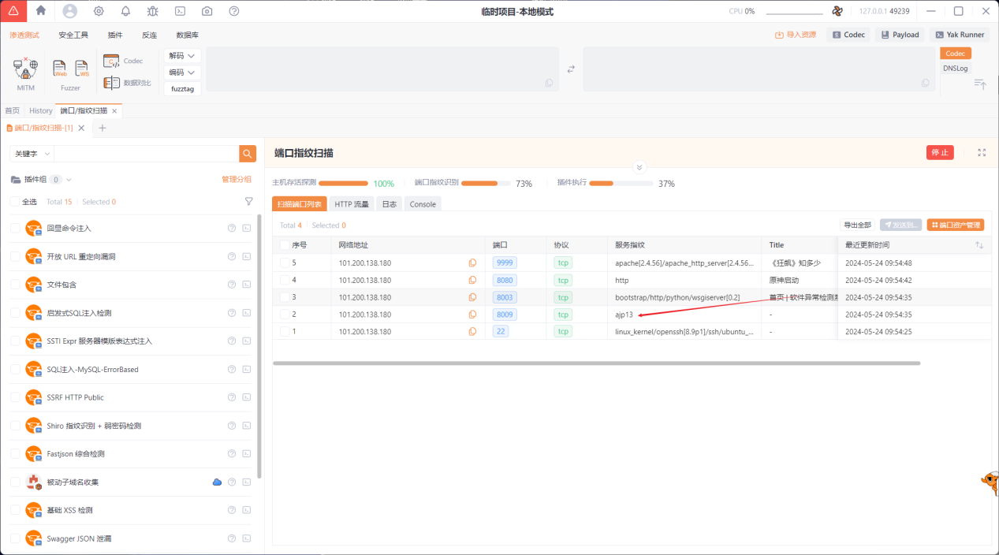 临时项目-本地模式
CPU 0%
127.0.0.1 49239
渗透测试 安全工具 插件 反连 数据库
导入资源 Codec Payload Yak Runner
MITM
Web
WS
Fuzzer
Codec
数据对比
解码
编码
fuzztag
Codec
DNSLog
首页 History 端口/指纹扫描
端口/指纹扫描-[1]
关键字
插件组 0
管理分组
全选 Total 15 Selected 0
回显命令注入
开放 URL 重定向漏洞
文件包含
启发式SQL注入检测
SSTI Expr 服务器模版表达式注入
SQL注入-MySQL-ErrorBased
SSRF HTTP Public
Shiro 指纹识别 + 弱密码检测
Fastjson 综合检测
被动子域名收集
基础 XSS 检测
Swagger JSON 泄漏
端口指纹扫描
停 止
主机存活探测 100% 端口指纹识别 73% 插件执行 37%
扫描端口列表 HTTP 流量 日志 Console
Total 4 Selected 0
导出全部 发送到... 端口资产管理
序号 网络地址 端口 协议 服务指纹 Title 最近更新时间
5 101.200.138.180 9999 tcp apache[2.4.56]/apache_http_server[2.4.56... 《狂飙》知多少 2024-05-24 09:54:48
4 101.200.138.180 8080 tcp http 原神启动 2024-05-24 09:54:42
3 101.200.138.180 8003 tcp bootstrap/http/python/wsgiserver[0.2] 首页 | 软件异常检测系 2024-05-24 09:54:35
2 101.200.138.180 8009 tcp ajp13 - 2024-05-24 09:54:35
1 101.200.138.180 22 tcp linux_kernel/openssh[8.9p1]/ssh/ubuntu_... - 2024-05-24 09:54:25